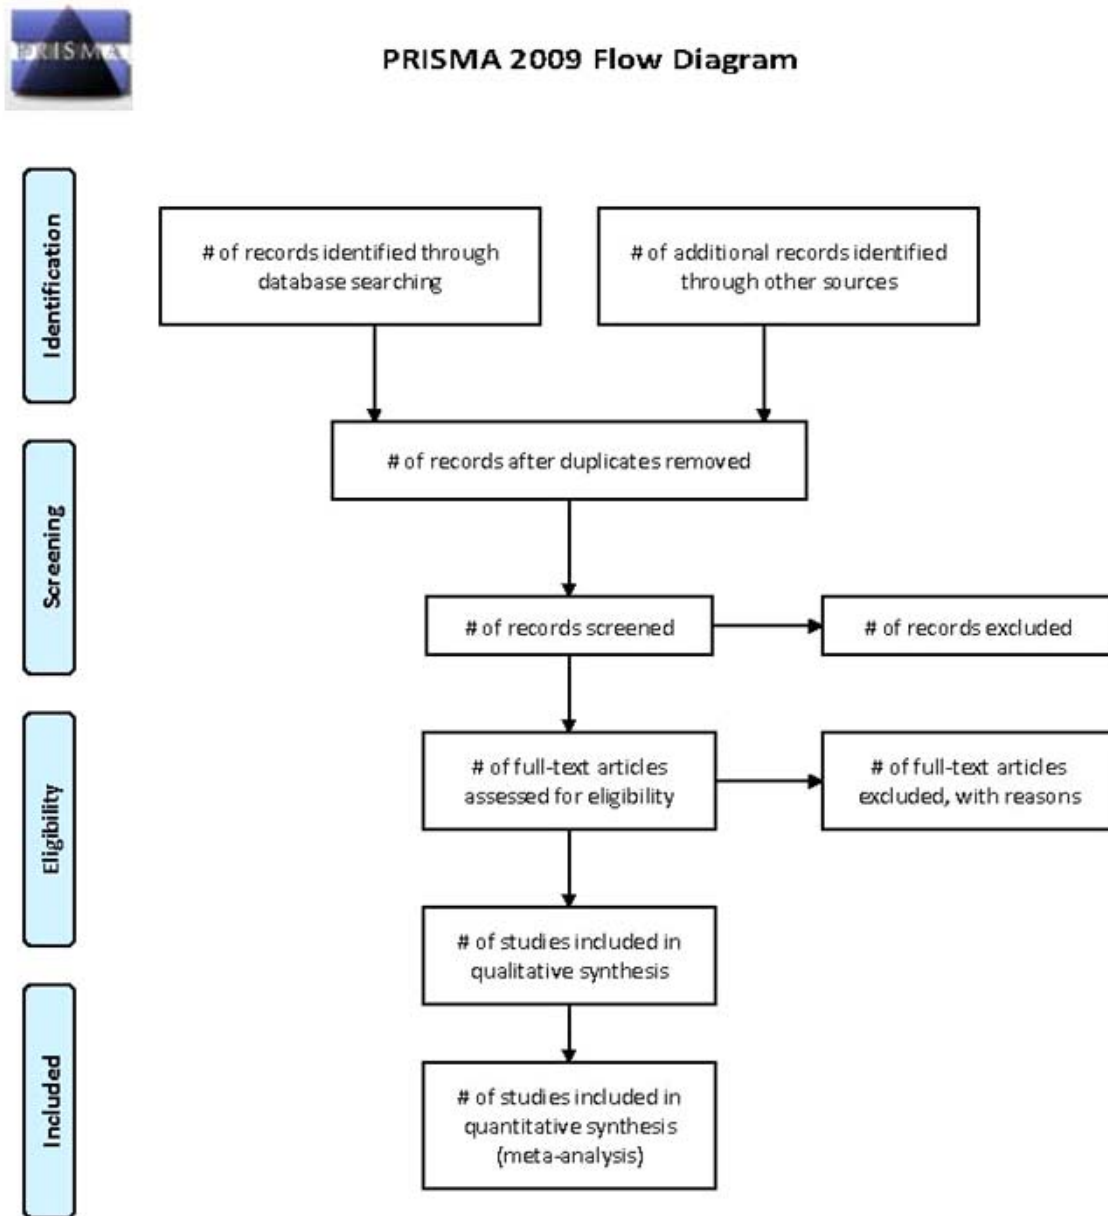 PRISMA
PRISMA 2009 Flow Diagram
Identification
# of records identified through
database searching
# of additional records identified
through other sources
Screening
# of records after duplicates removed
# of records screened
# of records excluded
Eligibility
# of full-text articles
assessed for eligibility
# of full-text articles
excluded, with reasons
# of studies included in
qualitative synthesis
Included
# of studies included in
quantitative synthesis
(meta-analysis)